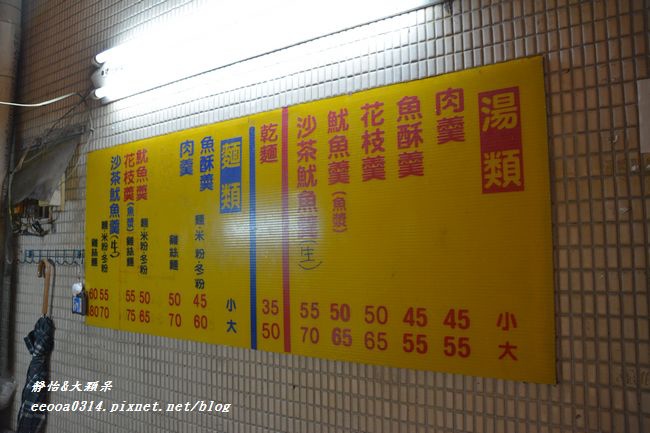 湯類
小 大
肉羹
45 55
魚酥羹
45 55
花枝羹
50 65
魷魚羹(魚漿)
50 65
沙茶魷魚羹(生)
55 70
乾麵
35 50
麵類
小 大
魚酥羹
肉羹
麵·米粉·冬粉
45 60
雞絲麵
50 70
魷魚羹
花枝羹(魚漿)
麵·米粉·冬粉
50 65
雞絲麵
55 75
沙茶魷魚羹(生)
麵·米粉·冬粉
55 70
雞絲麵
60 80
靜怡&大顆呆
eeooa0314.pixnet.net/blog